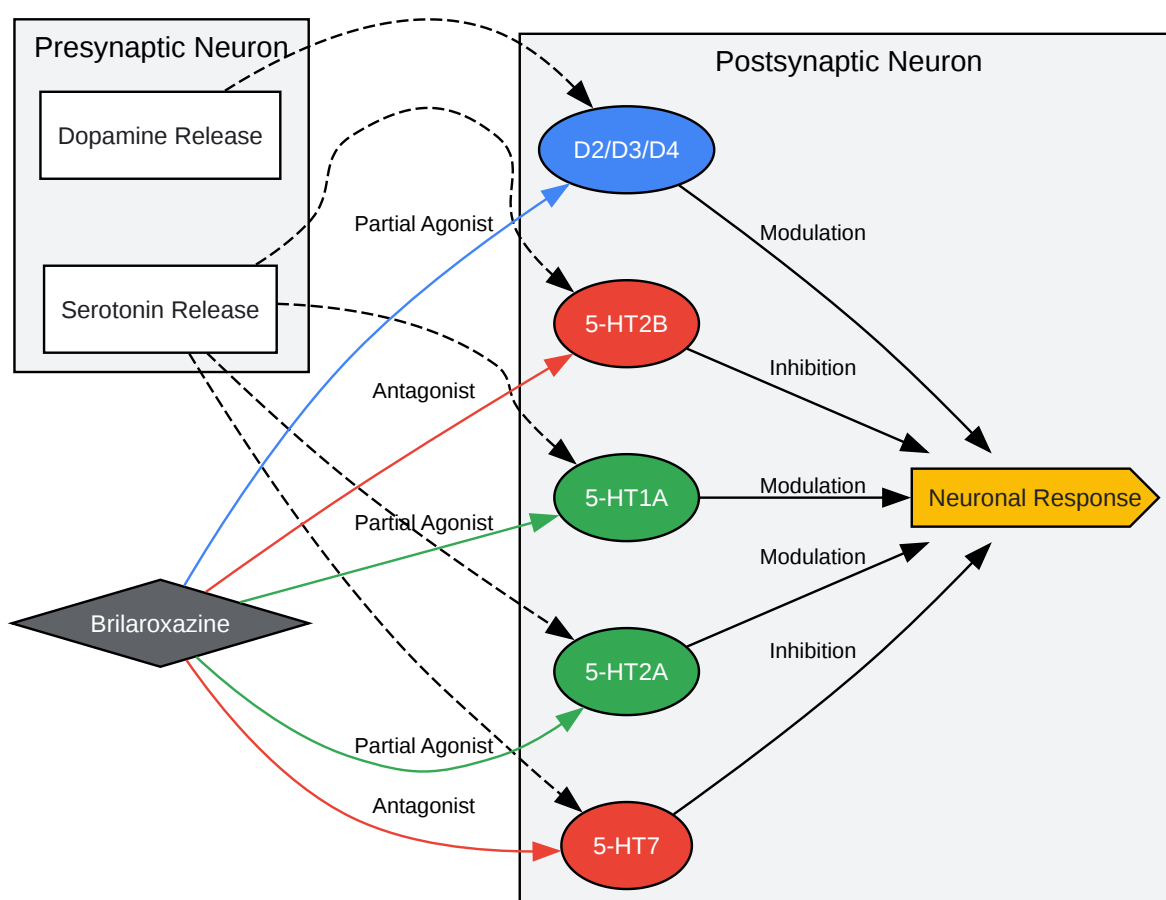 Presynaptic Neuron
Postsynaptic Neuron
Dopamine Release
D2/D3/D4
Partial Agonist
Modulation
Serotonin Release
5-HT2B
Inhibition
Antagonist
5-HT1A
Modulation
Neuronal Response
Partial Agonist
Modulation
Brilaroxazine
5-HT2A
Inhibition
Partial Agonist
Antagonist
5-HT7